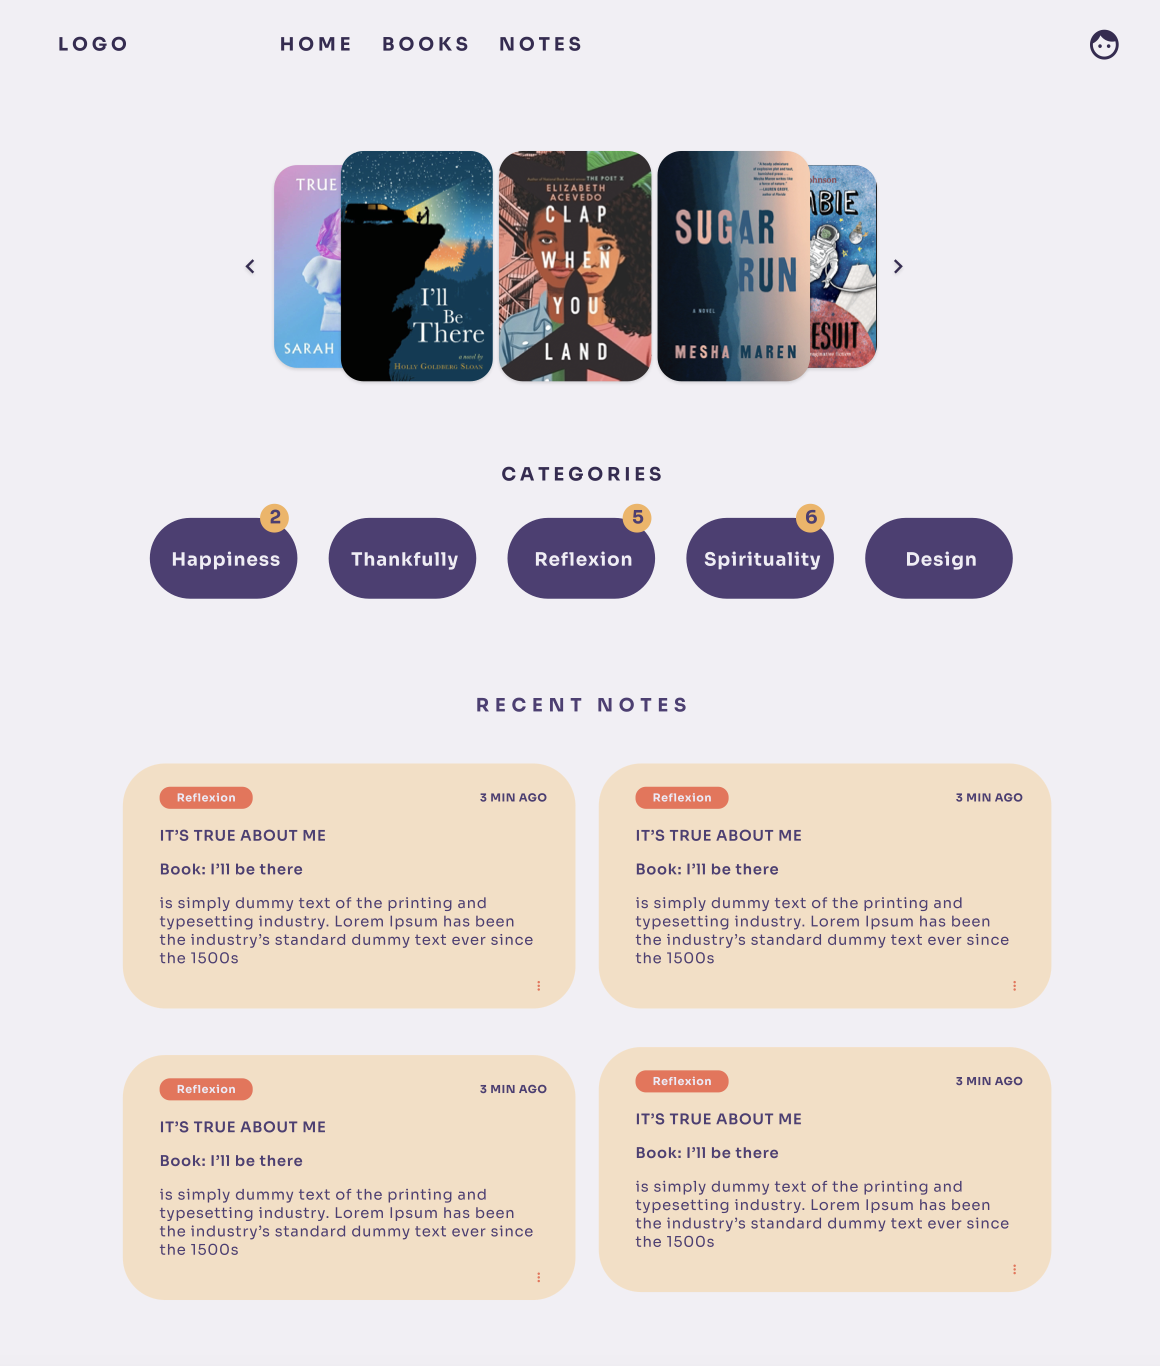 LOGO
HOME BOOKS NOTES
TRUE
SARAH
I'll
Be
There
a novel by
HOLLY GOLDBERG SLOAN
THE POET X
ELIZABETH
ACEVEDO
CLAP
WHEN
YOU
LAND
SUGAR
RUN
A NOVEL
MESHA MAREN
ohnson
ABIE
ESUIT
CATEGORIES
2
Happiness
Thankfully
5
Reflexion
6
Spirituality
Design
RECENT NOTES
Reflexion
3 MIN AGO
IT'S TRUE ABOUT ME
Book: I'll be there
is simply dummy text of the printing and
typesetting industry. Lorem Ipsum has been
the industry's standard dummy text ever since
the 1500s
Reflexion
3 MIN AGO
IT'S TRUE ABOUT ME
Book: I'll be there
is simply dummy text of the printing and
typesetting industry. Lorem Ipsum has been
the industry's standard dummy text ever since
the 1500s
Reflexion
3 MIN AGO
IT'S TRUE ABOUT ME
Book: I'll be there
is simply dummy text of the printing and
typesetting industry. Lorem Ipsum has been
the industry's standard dummy text ever since
the 1500s
Reflexion
3 MIN AGO
IT'S TRUE ABOUT ME
Book: I'll be there
is simply dummy text of the printing and
typesetting industry. Lorem Ipsum has been
the industry's standard dummy text ever since
the 1500s